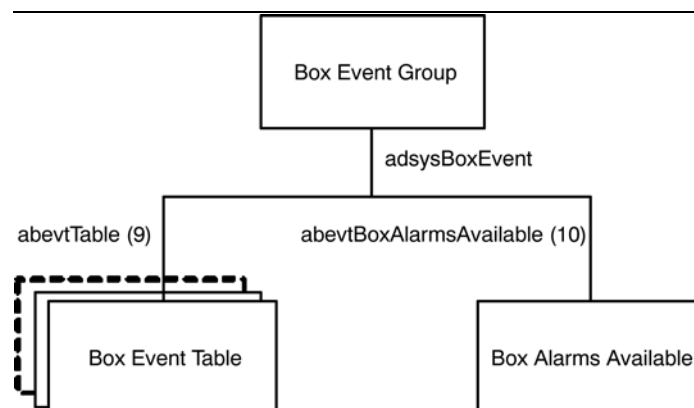 Box Event Group
adsysBoxEvent
abevtTable (9)
abevtBoxAlarmsAvailable (10)
Box Event Table
Box Alarms Available